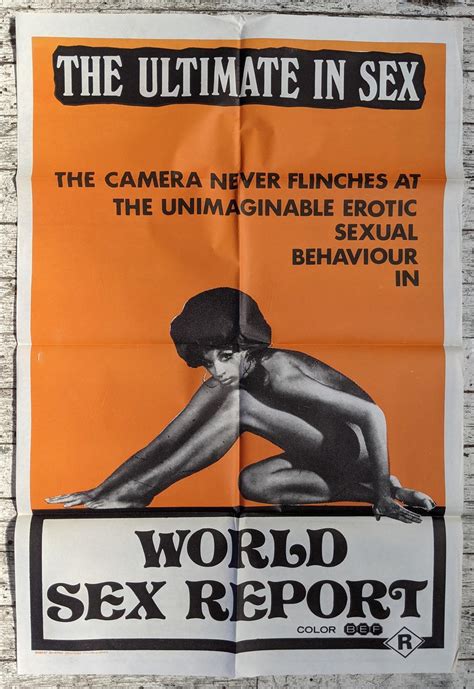 THE ULTIMATE IN SEX
THE CAMERA NEVER FLINCHES AT
THE UNIMAGINABLE EROTIC
SEXUAL
BEHAVIOUR
IN
WORLD
SEX REPORT
COLOR BEF R